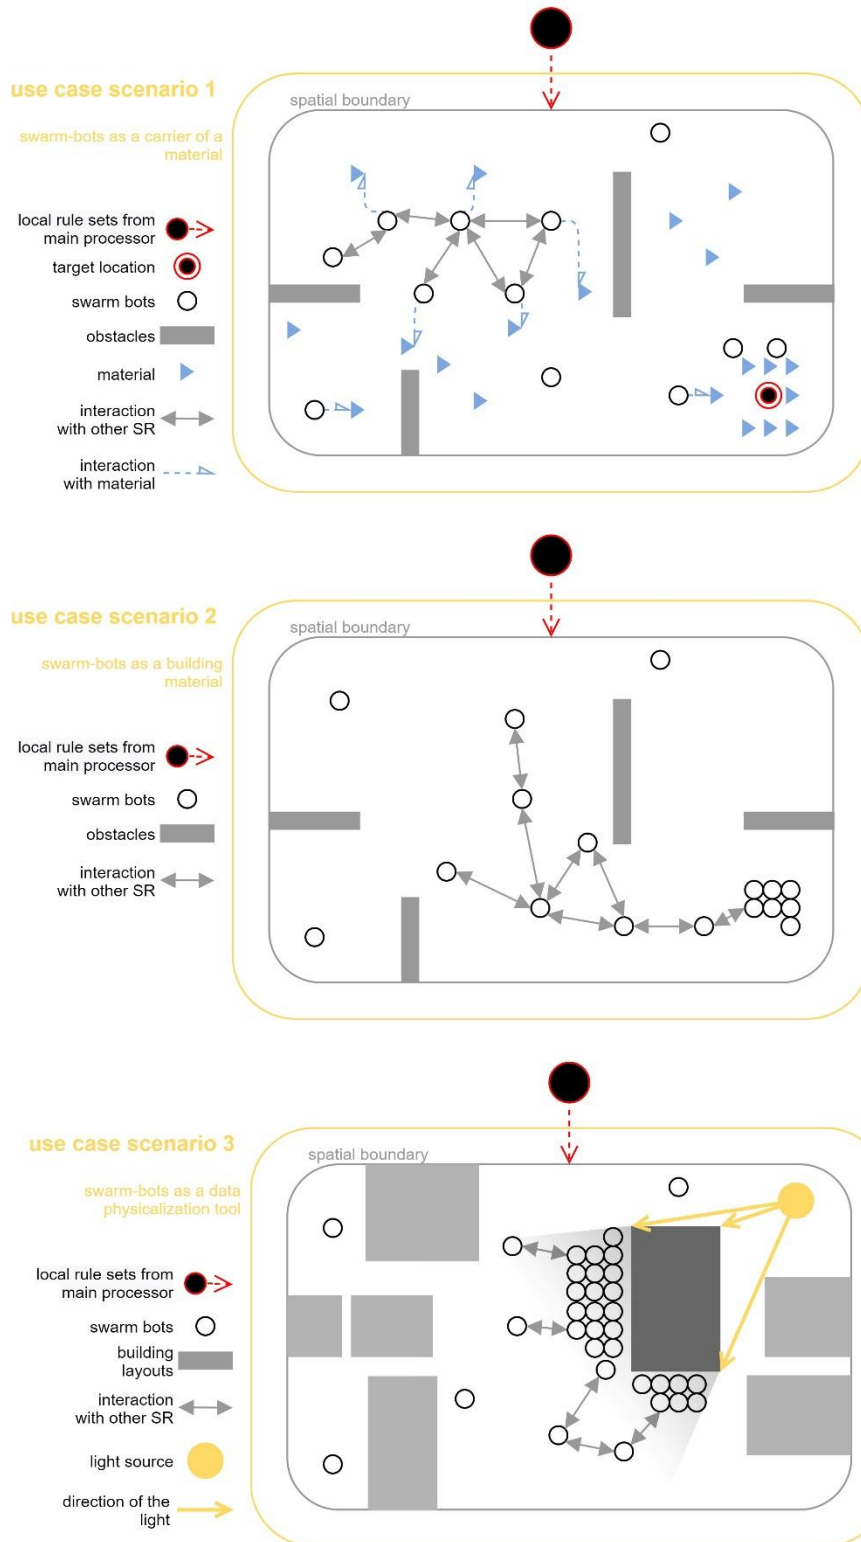 use case scenario 1
spatial boundary
swarm-bots as a carrier of a
material
local rule sets from
main processor
target location
swarm bots
obstacles
material
interaction
with other SR
interaction
with material
use case scenario 2
spatial boundary
swarm-bots as a building
material
local rule sets from
main processor
swarm bots
obstacles
interaction
with other SR
use case scenario 3
spatial boundary
swarm-bots as a data
physicalization tool
local rule sets from
main processor
swarm bots
building
layouts
interaction
with other SR
light source
direction of the
light